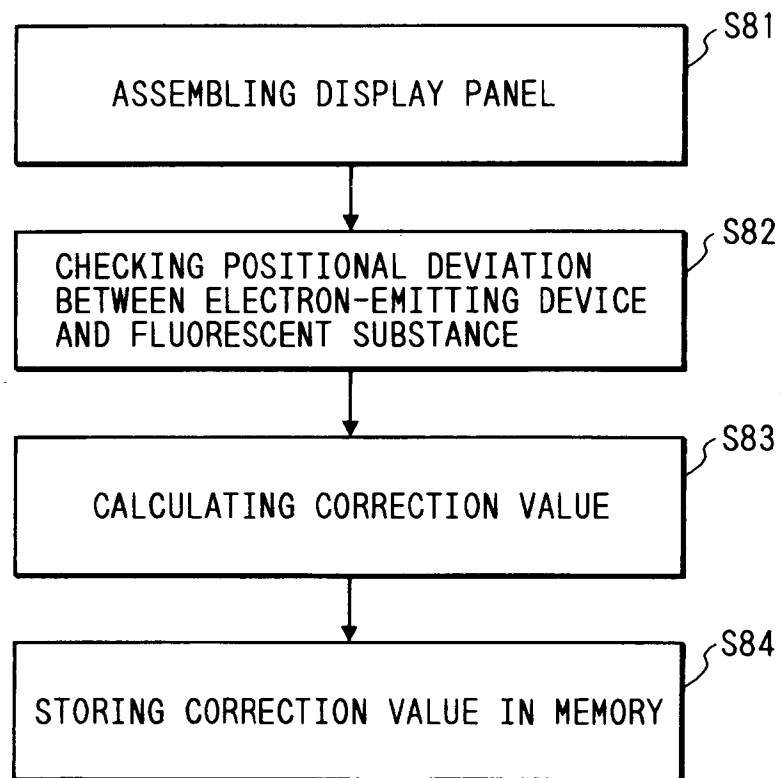 S81
ASSEMBLING DISPLAY PANEL
S82
CHECKING POSITIONAL DEVIATION
BETWEEN ELECTRON-EMITTING DEVICE
AND FLUORESCENT SUBSTANCE
S83
CALCULATING CORRECTION VALUE
S84
STORING CORRECTION VALUE IN MEMORY